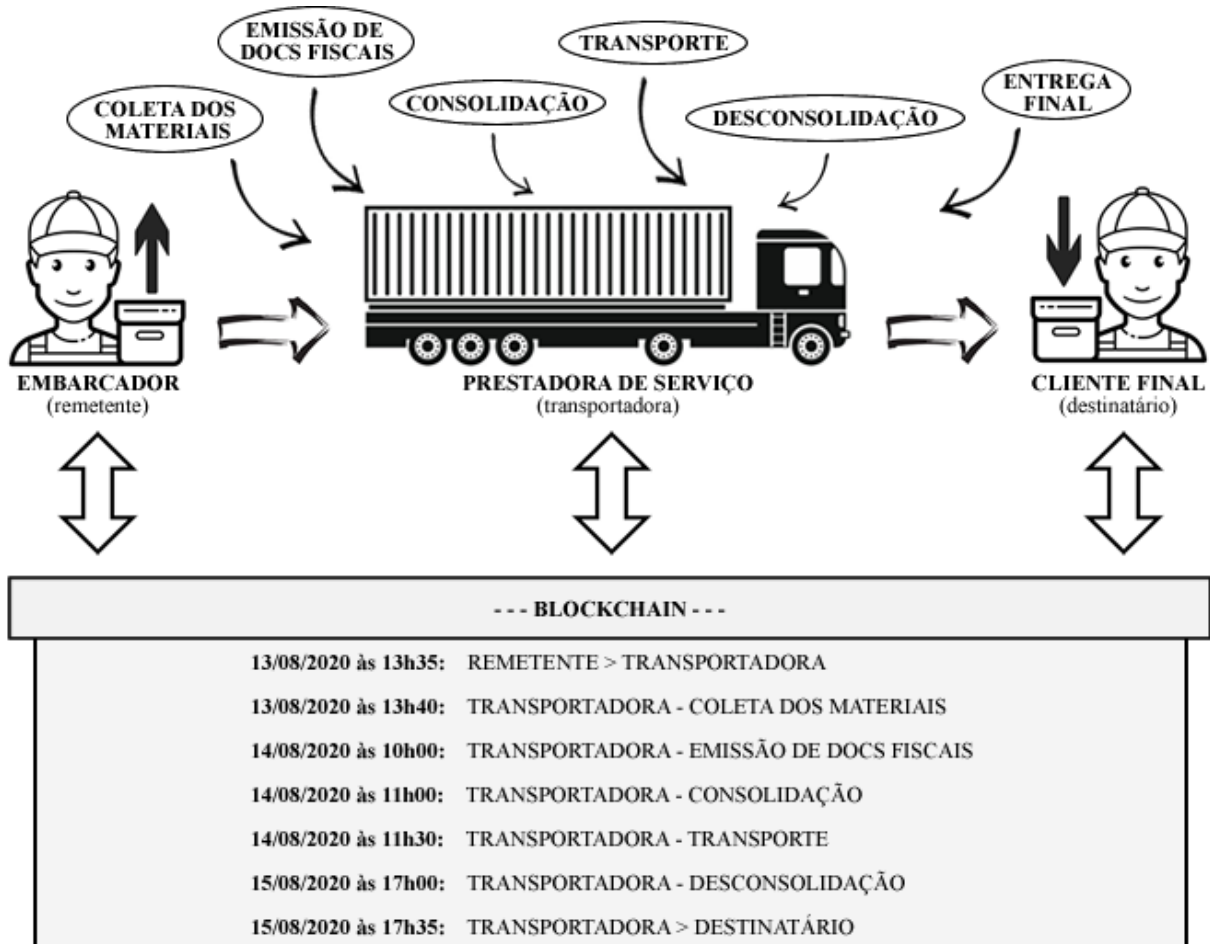 EMISSÃO DE
DOCS FISCAIS
TRANSPORTE
COLETA DOS
MATERIAIS
CONSOLIDAÇÃO
DESCONSOLIDAÇÃO
ENTREGA
FINAL
EMBARCADOR
(remetente)
PRESTADORA DE SERVIÇO
(transportadora)
CLIENTE FINAL
(destinatário)
- - - BLOCKCHAIN - - -
13/08/2020 às 13h35: REMETENTE > TRANSPORTADORA
13/08/2020 às 13h40: TRANSPORTADORA - COLETA DOS MATERIAIS
14/08/2020 às 10h00: TRANSPORTADORA - EMISSÃO DE DOCS FISCAIS
14/08/2020 às 11h00: TRANSPORTADORA - CONSOLIDAÇÃO
14/08/2020 às 11h30: TRANSPORTADORA - TRANSPORTE
15/08/2020 às 17h00: TRANSPORTADORA - DESCONSOLIDAÇÃO
15/08/2020 às 17h35: TRANSPORTADORA > DESTINATÁRIO